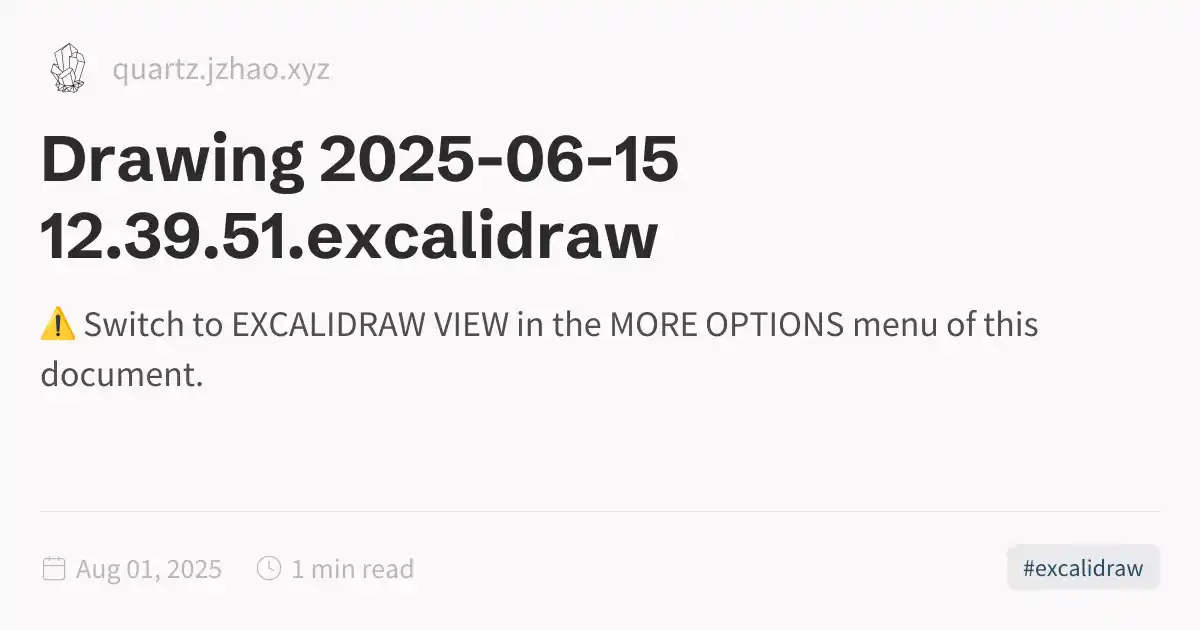 quartz.jzhao.xyz
Drawing 2025-06-15
12.39.51.excalidraw
⚠️ Switch to EXCALIDRAW VIEW in the MORE OPTIONS menu of this
document.
Aug 01, 2025
1 min read
#excalidraw